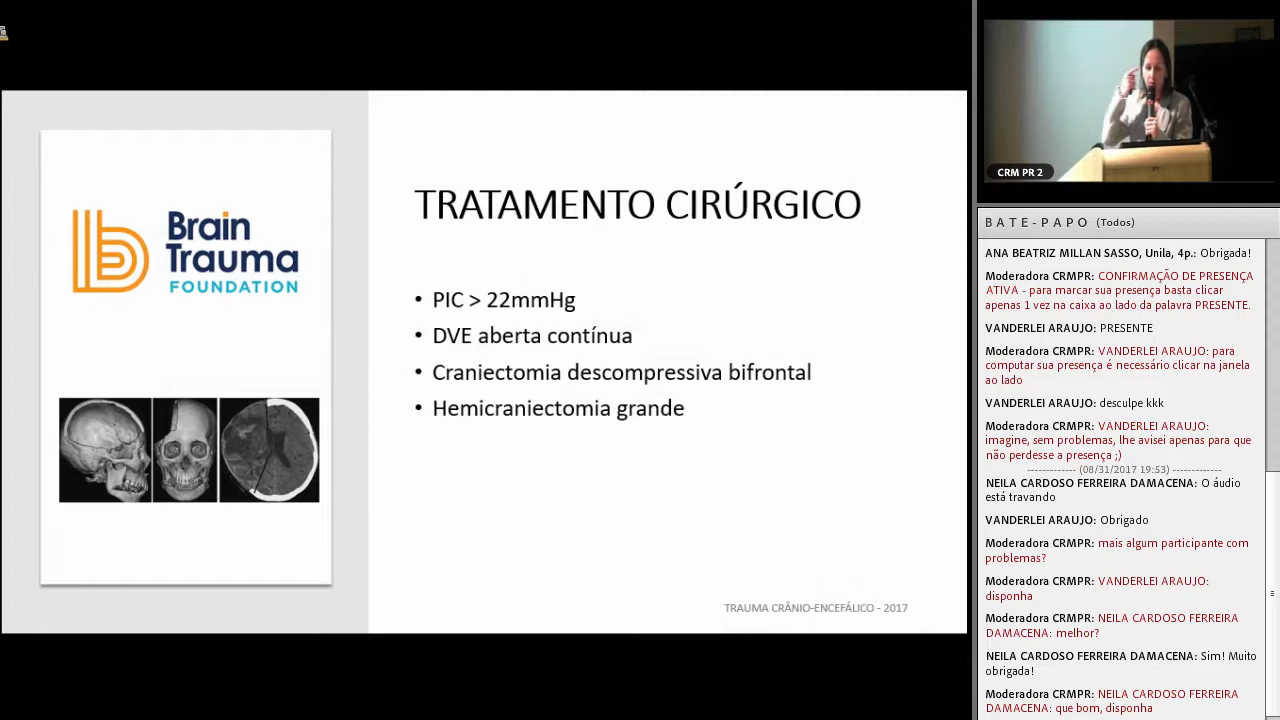 Brain
Trauma
FOUNDATION
TRATAMENTO CIRÚRGICO
• PIC > 22mmHg
• DVE aberta contínua
• Craniectomia descompressiva bifrontal
• Hemicraniectomia grande
TRAUMA CRÂNIO-ENCEFÁLICO - 2017
CRM PR 2
BATE-PAPO (Todos)
ANA BEATRIZ MILLAN SASSO, Unila, 4p.: Obrigada!
Moderadora CRMPR: CONFIRMAÇÃO DE PRESENÇA
ATIVA - para marcar sua presença basta clicar
apenas 1 vez na caixa ao lado da palavra PRESENTE.
VANDERLEI ARAUJO: PRESENTE
Moderadora CRMPR: VANDERLEI ARAUJO: para
computar sua presença é necessário clicar na janela
ao lado
VANDERLEI ARAUJO: desculpe kkk
Moderadora CRMPR: VANDERLEI ARAUJO:
imagine, sem problemas, lhe avisei apenas para que
não perdesse a presença ;)
------------- (08/31/2017 19:53) -------------
NEILA CARDOSO FERREIRA DAMACENA: O áudio
está travando
VANDERLEI ARAUJO: Obrigado
Moderadora CRMPR: mais algum participante com
problemas?
Moderadora CRMPR: VANDERLEI ARAUJO:
disponha
Moderadora CRMPR: NEILA CARDOSO FERREIRA
DAMACENA: melhor?
NEILA CARDOSO FERREIRA DAMACENA: Sim! Muito
obrigada!
Moderadora CRMPR: NEILA CARDOSO FERREIRA
DAMACENA: que bom, disponha